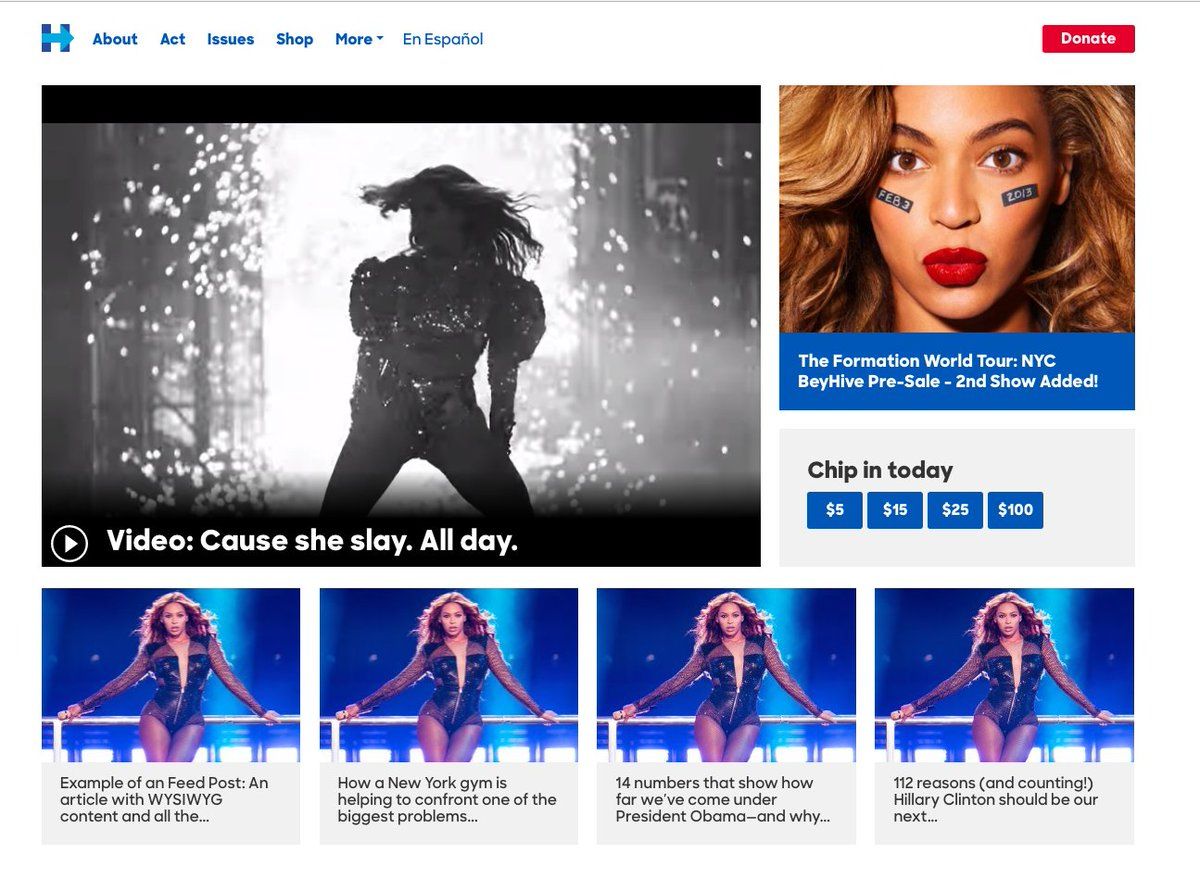 About Act Issues Shop More En Español
Donate
FEB 3
2013
The Formation World Tour: NYC
BeyHive Pre-Sale - 2nd Show Added!
Chip in today
$5 $15 $25 $100
Video: Cause she slay. All day.
Example of an Feed Post: An
article with WYSIWYG
content and all the...
How a New York gym is
helping to confront one of the
biggest problems...
14 numbers that show how
far we've come under
President Obama—and why...
112 reasons (and counting!)
Hillary Clinton should be our
next...